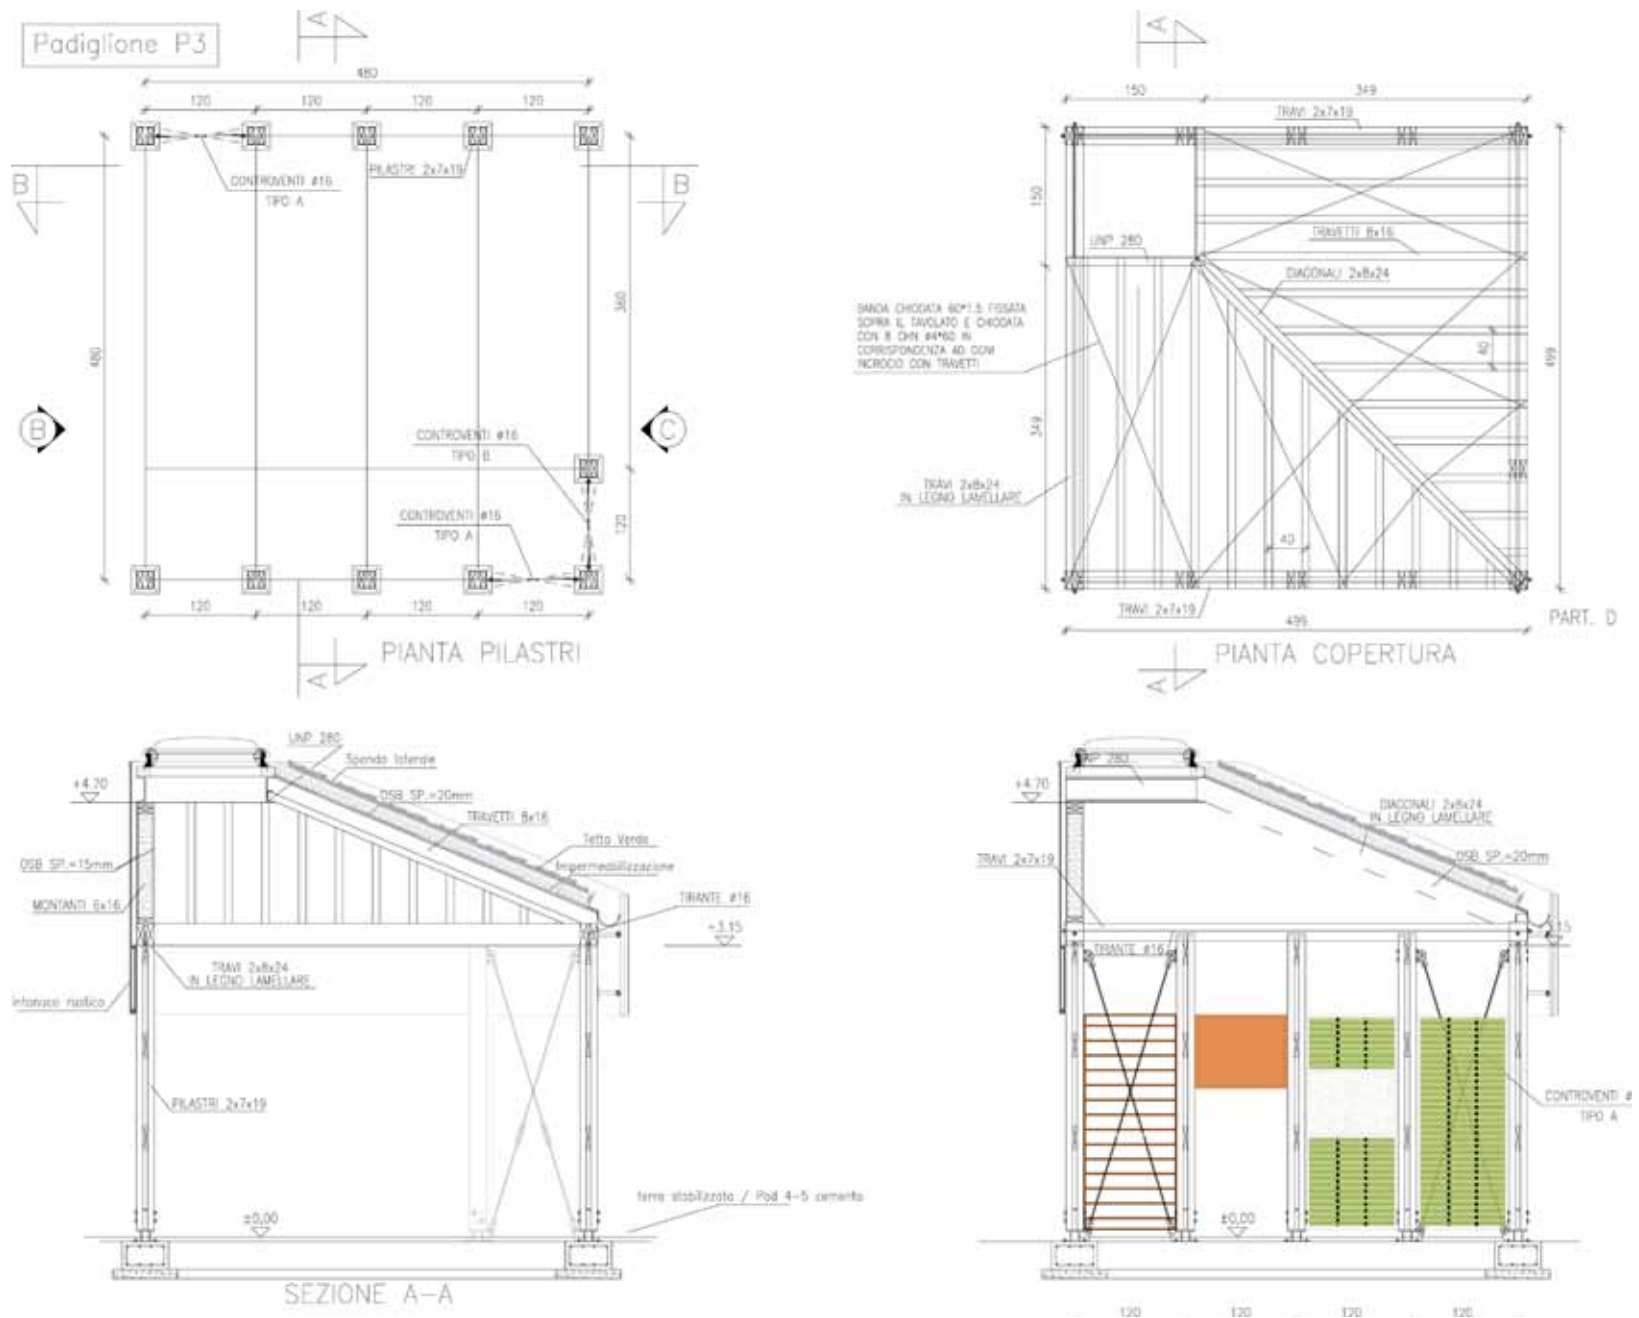 Padiglione P3
A
480
120
120
120
120
B
CONTROVENTI ø16
TIPO A
PILASTRI 2x7x19
B
480
360
B
C
CONTROVENTI ø16
TIPO B
CONTROVENTI ø16
TIPO A
120
120
120
120
120
A
PIANTA PILASTRI
A
150
349
TRAVI 2x7x19
150
UNP 280
TRAVETTI 8x16
DIAGONALI 2x8x24
BANDA CHIODATA 60*1.5 FISSATA
SOPRA IL TAVOLATO E CHIODATA
CON 8 CHN ø4*60 IN
CORRISPONDENZA AD OGNI
INCROCIO CON TRAVETTI
40
499
349
TRAVI 2x8x24
IN LEGNO LAMELLARE
40
TRAVI 2x7x19
499
PART. D
A
PIANTA COPERTURA
UNP 280
Sponda laterale
+4.70
OSB SP.=20mm
TRAVETTI 8x16
Tetto Verde
Impermeabilizzazione
OSB SP.=15mm
MONTANTI 6x16
TIRANTE ø16
+3.15
TRAVI 2x8x24
IN LEGNO LAMELLARE
intonaco rustico
PILASTRI 2x7x19
terra stabilizzata / Pod 4-5 cemento
±0,00
SEZIONE A-A
NP 280
+4.70
DIAGONALI 2x8x24
IN LEGNO LAMELLARE
TRAVI 2x7x19
OSB SP.=20mm
15
TIRANTE ø16
CONTROVENTI ø
TIPO A
±0,00
120
120
120
120